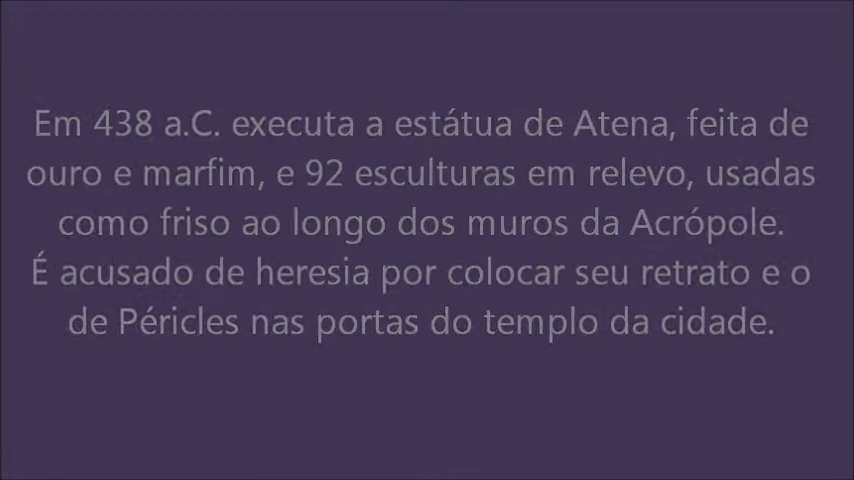 Em 438 a.C. executa a estátua de Atena, feita de
ouro e marfim, e 92 esculturas em relevo, usadas
como friso ao longo dos muros da Acrópole.
É acusado de heresia por colocar seu retrato e o
de Péricles nas portas do templo da cidade.